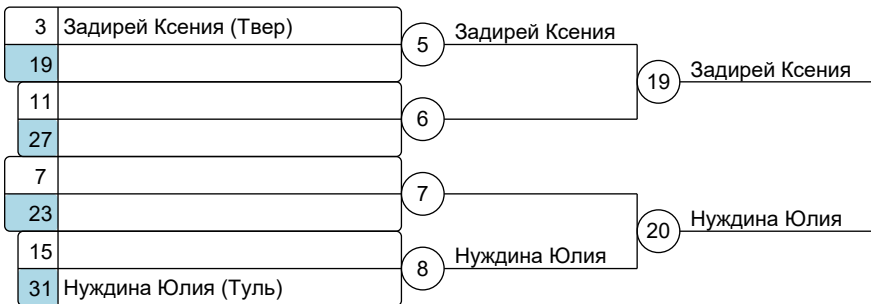 3 Задирей Ксения (Твер)
5 Задирей Ксения
19
19 Задирей Ксения
11
6
27
7
7
23
20 Нуждина Юлия
15
8 Нуждина Юлия
31 Нуждина Юлия (Туль)